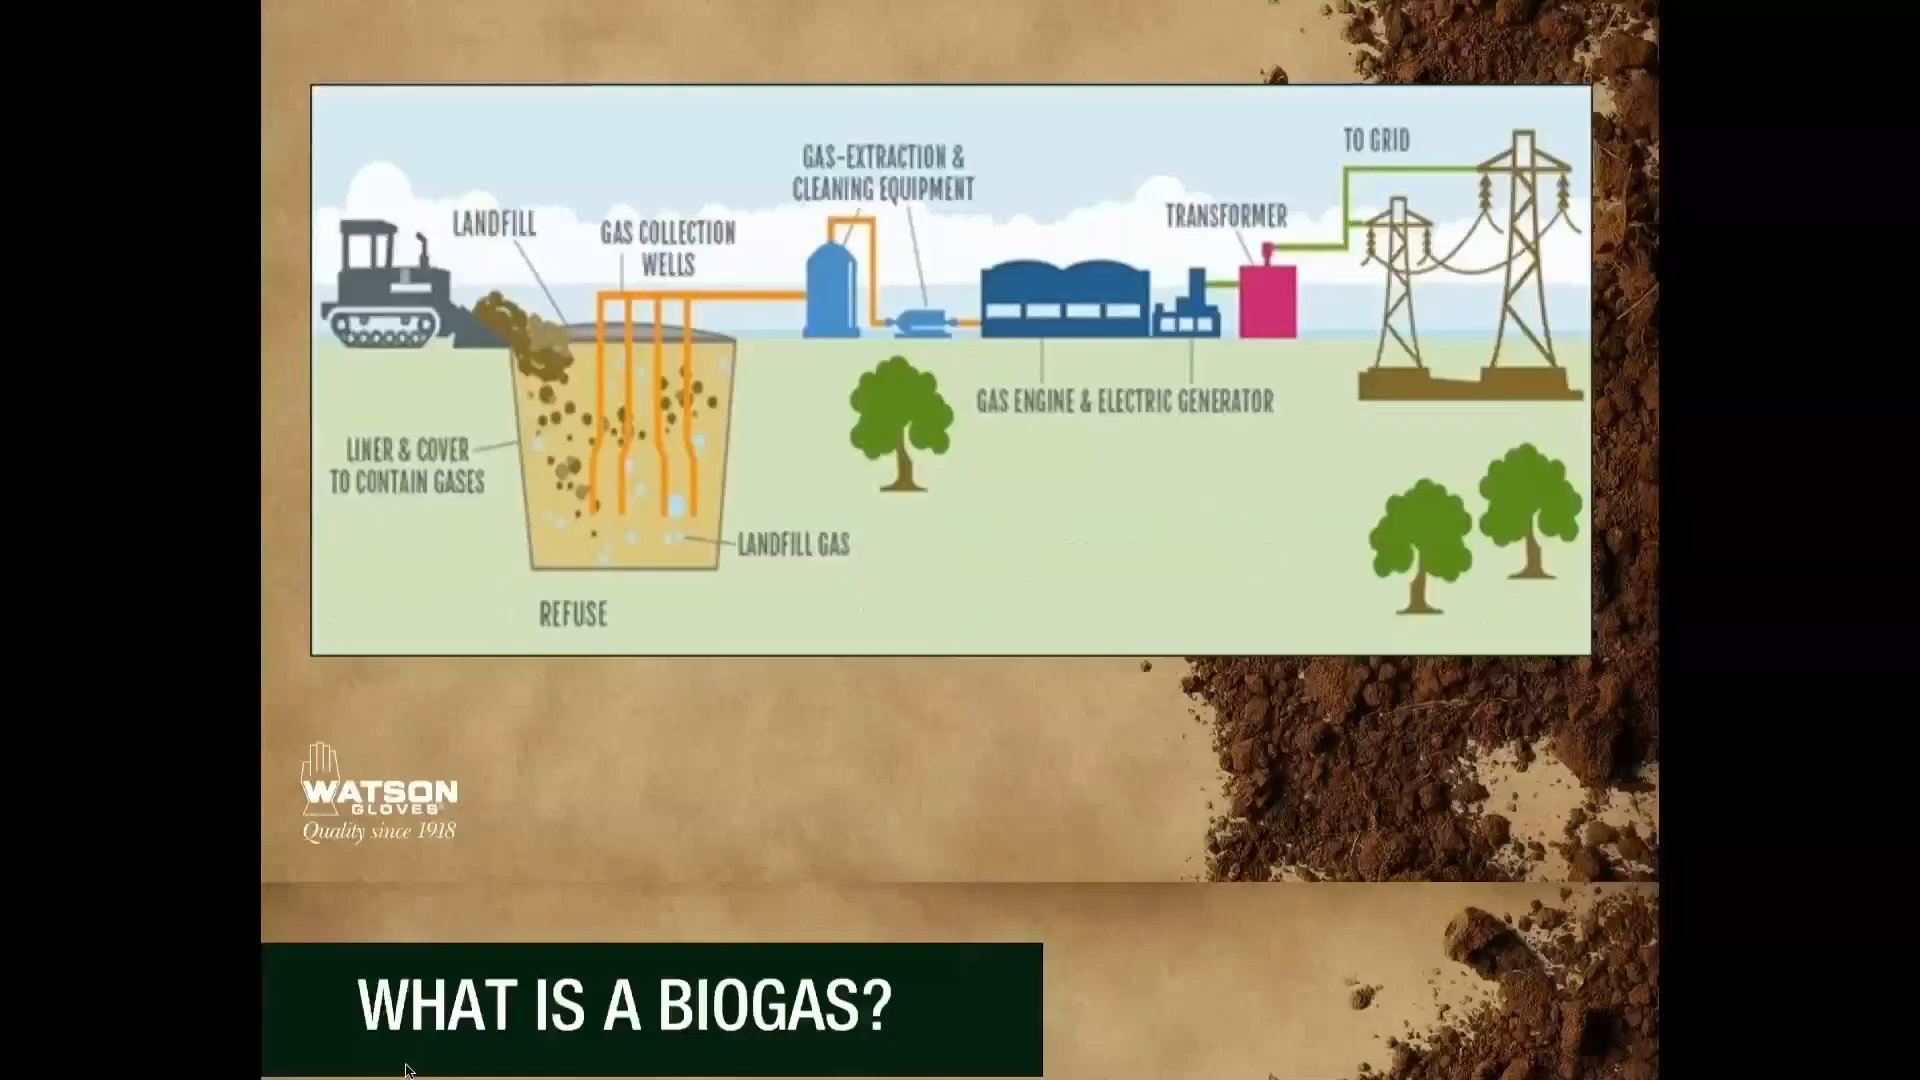 TO GRID
GAS-EXTRACTION &
CLEANING EQUIPMENT
LANDFILL
GAS COLLECTION
WELLS
TRANSFORMER
GAS ENGINE & ELECTRIC GENERATOR
LINER & COVER
TO CONTAIN GASES
LANDFILL GAS
REFUSE
WATSON
GLOVES
Quality since 1918
WHAT IS A BIOGAS?